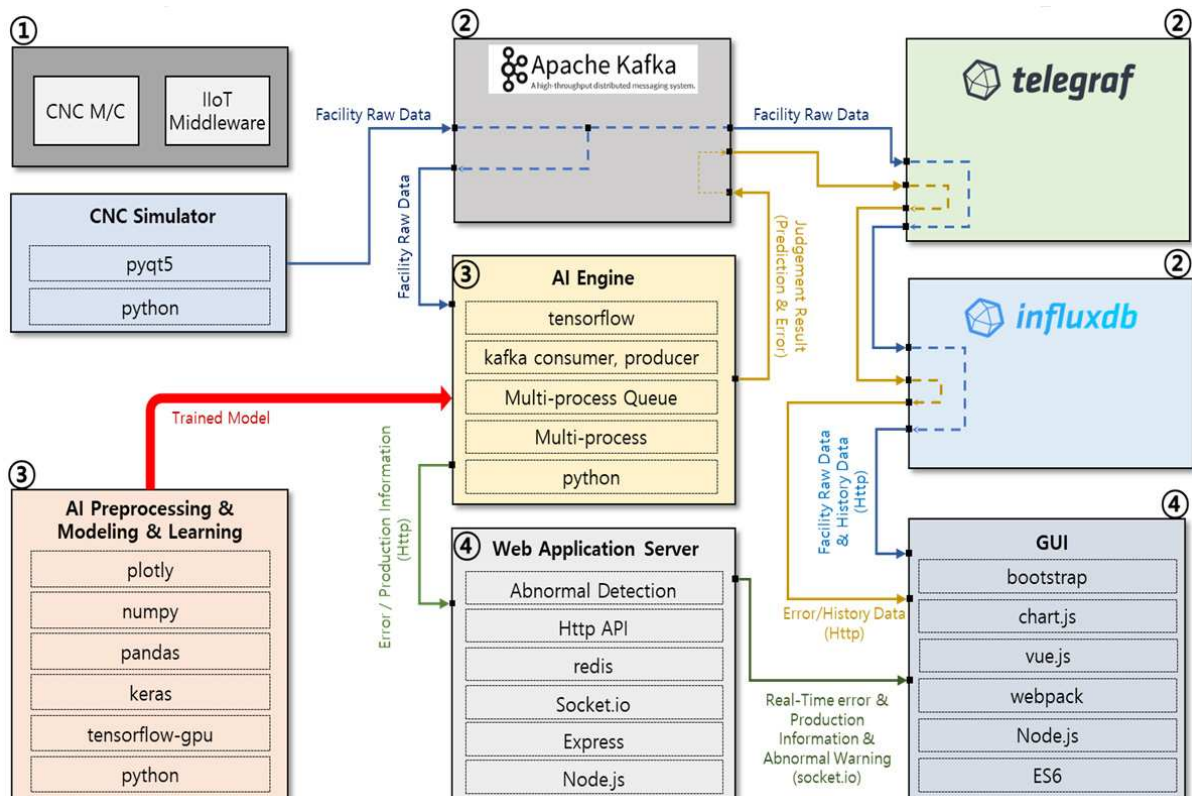 ①
CNC M/C
IIoT
Middleware
CNC Simulator
pyqt5
python
Facility Raw Data
②
Apache Kafka
A high-throughput distributed messaging system.
Facility Raw Data
②
telegraf
Facility Raw Data
Judgement Result
(Prediction & Error)
②
influxdb
③
AI Engine
tensorflow
kafka consumer, producer
Multi-process Queue
Multi-process
python
Trained Model
③
AI Preprocessing &
Modeling & Learning
plotly
numpy
pandas
keras
tensorflow-gpu
python
Error / Production Information
(Http)
④
Web Application Server
Abnormal Detection
Http API
redis
Socket.io
Express
Node.js
Facility Raw Data
& History Data
(Http)
Error/History Data
(Http)
Real-Time error &
Production
Information &
Abnormal Warning
(socket.io)
④
GUI
bootstrap
chart.js
vue.js
webpack
Node.js
ES6